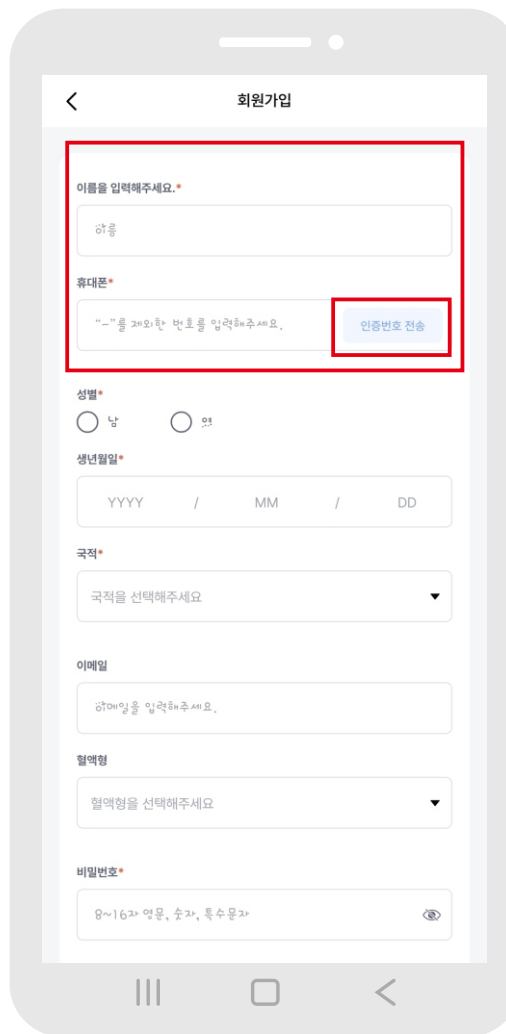 회원가입
이름을 입력해주세요.*
이름
휴대폰*
“-”를 제외한 번호를 입력해주세요.
인증번호 전송
성별*
남 여
생년월일*
YYYY / MM / DD
국적*
국적을 선택해주세요
이메일
이메일을 입력해주세요.
혈액형
혈액형을 선택해주세요
비밀번호*
8~16자 영문, 숫자, 특수문자